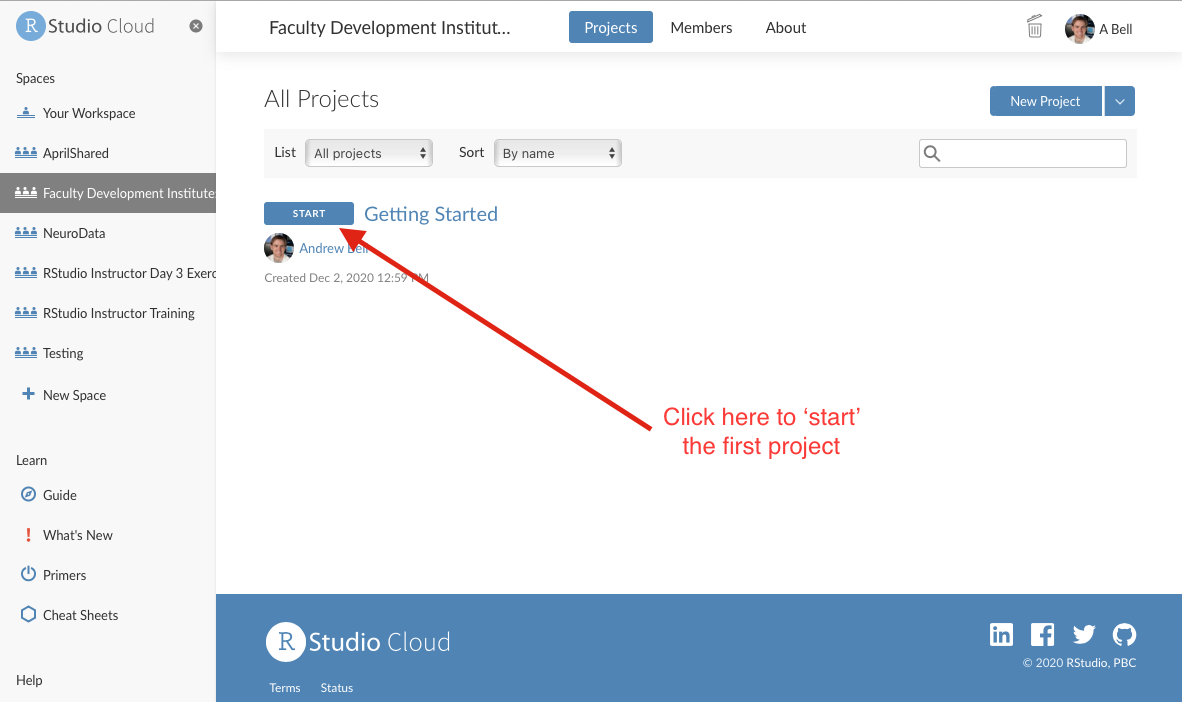 RStudio Cloud
Spaces
Your Workspace
AprilShared
Faculty Development Institutes
NeuroData
RStudio Instructor Day 3 Exerc
RStudio Instructor Training
Testing
New Space
Learn
Guide
What's New
Primers
Cheat Sheets
Help
Faculty Development Institut...
Projects
Members
About
A Bell
All Projects
New Project
List
All projects
Sort
By name
START
Getting Started
Andrew Bell
Created Dec 2, 2020 12:59 PM
Click here to ‘start’
the first project
RStudio Cloud
© 2020 RStudio, PBC
Terms
Status